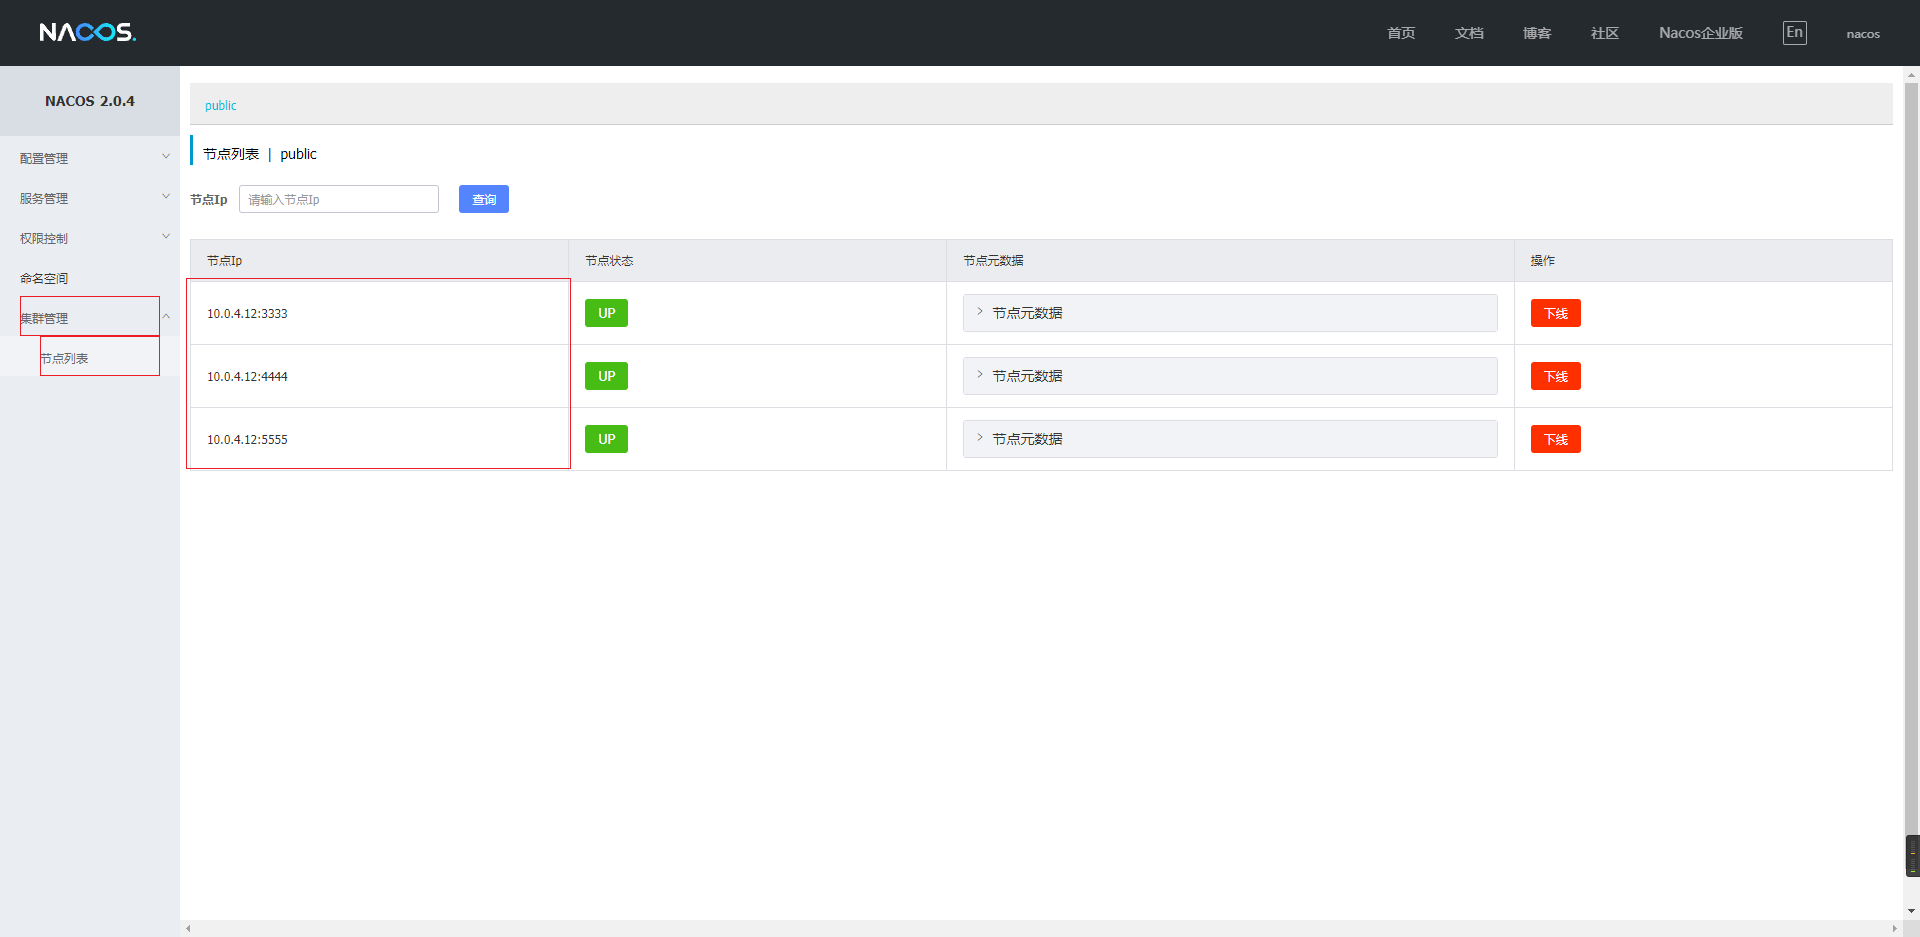 NACOS.
首页 文档 博客 社区 Nacos企业版 En nacos
NACOS 2.0.4
配置管理
服务管理
权限控制
命名空间
集群管理
节点列表
public
节点列表 | public
节点Ip 请输入节点Ip 查询
节点Ip 节点状态 节点元数据 操作
10.0.4.12:3333 UP 节点元数据 下线
10.0.4.12:4444 UP 节点元数据 下线
10.0.4.12:5555 UP 节点元数据 下线